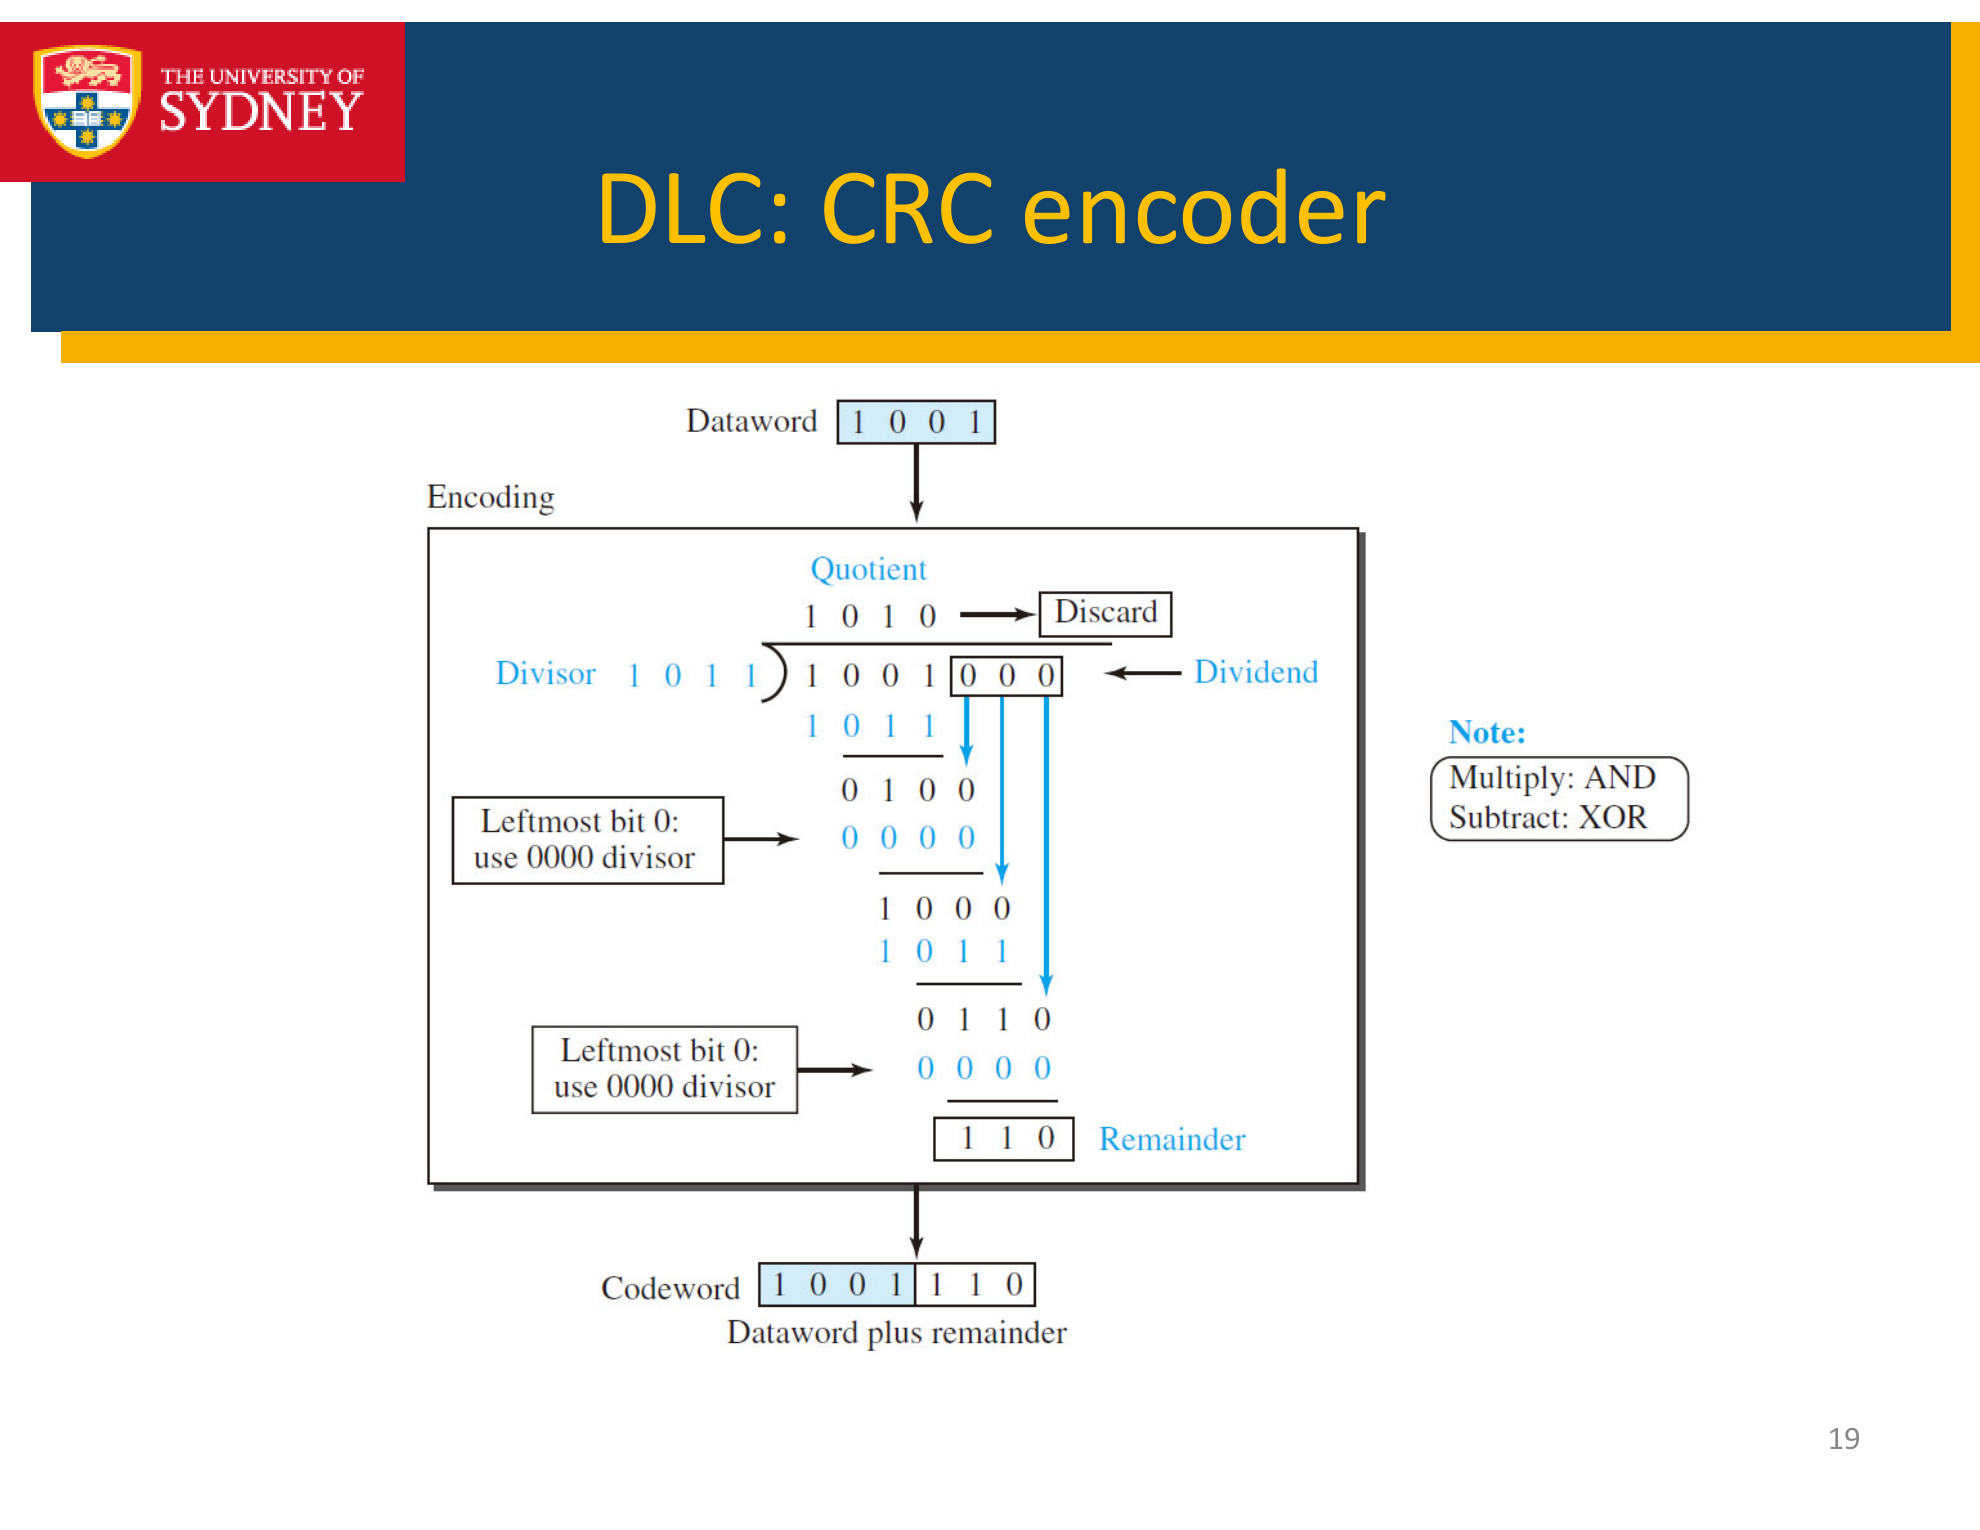 THE UNIVERSITY OF
SYDNEY
DLC: CRC encoder
Dataword 1 0 0 1
Encoding
Quotient
1 0 1 0 Discard
Divisor 1 0 1 1 1 0 0 1 0 0 0 Dividend
1 0 1 1
0 1 0 0
Leftmost bit 0:
use 0000 divisor
0 0 0 0
1 0 0 0
1 0 1 1
0 1 1 0
Leftmost bit 0:
use 0000 divisor
0 0 0 0
1 1 0 Remainder
Note:
Multiply: AND
Subtract: XOR
Codeword 1 0 0 1 1 1 0
Dataword plus remainder
19